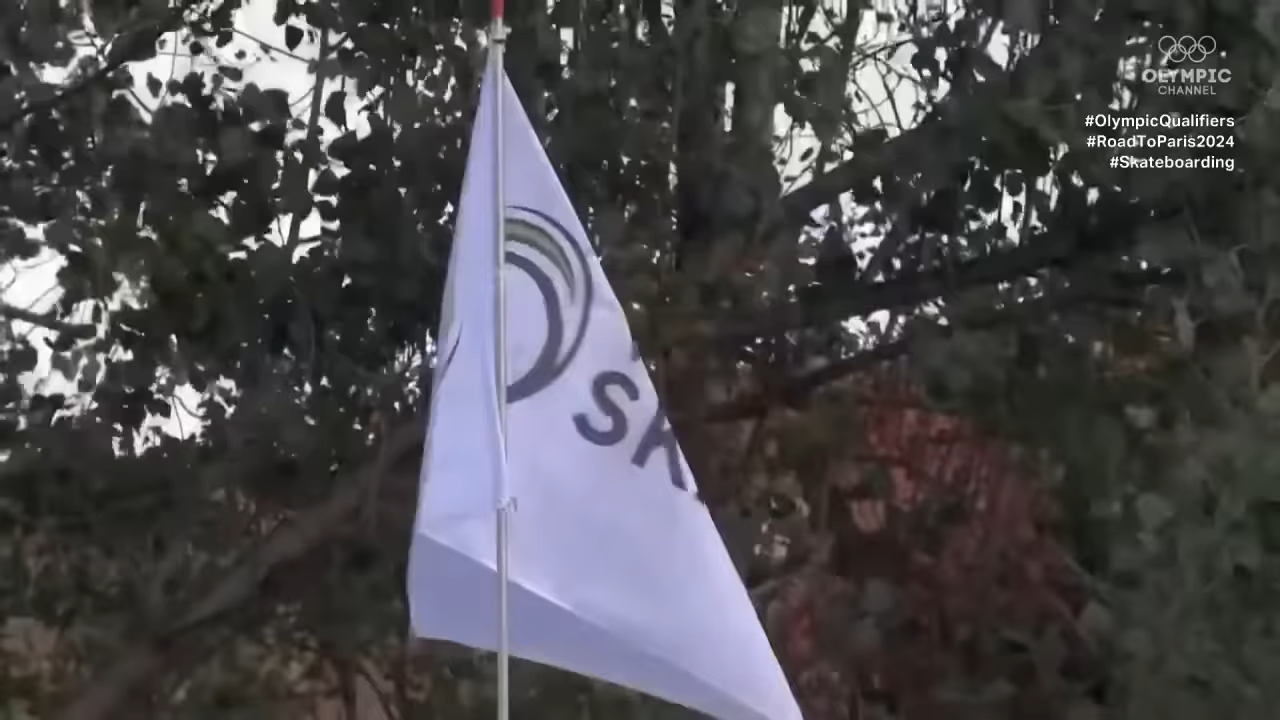 OLYMPIC
CHANNEL
#OlympicQualifiers
#RoadToParis2024
#Skateboarding
SK